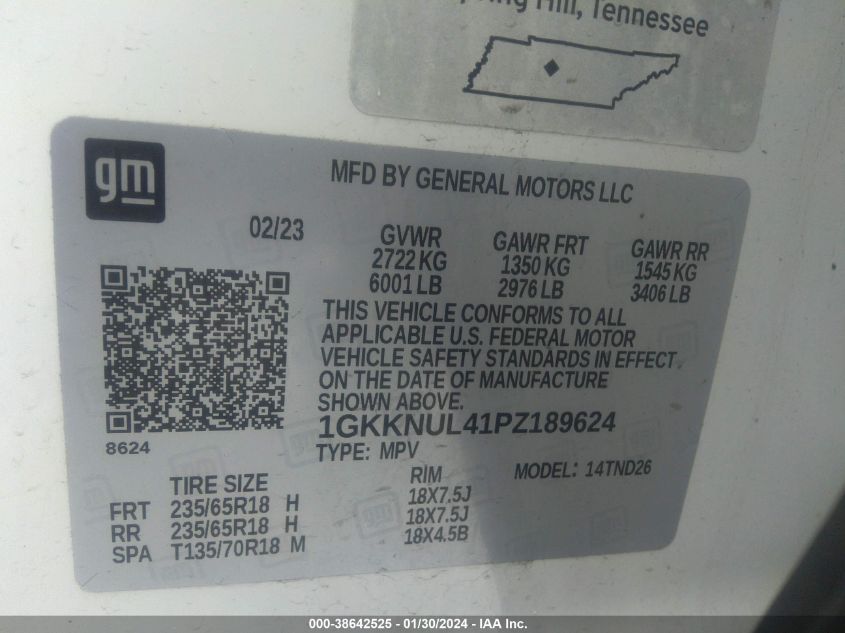 Hill, Tennessee
gm
MFD BY GENERAL MOTORS LLC
02/23
GVWR GAWR FRT GAWR RR
2722 KG 1350 KG 1545 KG
6001 LB 2976 LB 3406 LB
THIS VEHICLE CONFORMS TO ALL
APPLICABLE U.S. FEDERAL MOTOR
VEHICLE SAFETY STANDARDS IN EFFECT
ON THE DATE OF MANUFACTURE
SHOWN ABOVE.
1GKKNUL41PZ189624
8624
TYPE: MPV MODEL: 14TND26
TIRE SIZE RIM
FRT 235/65R18 H 18X7.5J
RR 235/65R18 H 18X7.5J
SPA T135/70R18 M 18X4.5B
000-38642525 - 01/30/2024 - IAA Inc.